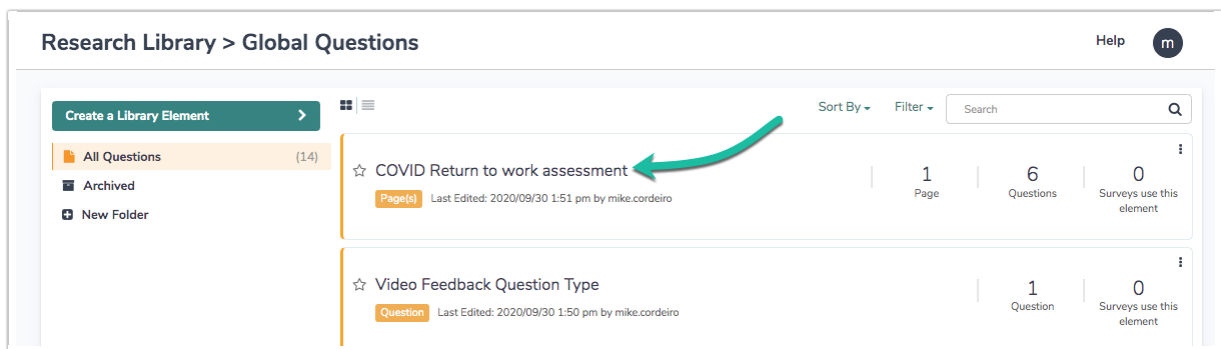 Research Library > Global Questions
Help
m
Create a Library Element
All Questions (14)
Archived
New Folder
Sort By
Filter
Search
COVID Return to work assessment
Page(s) Last Edited: 2020/09/30 1:51 pm by mike.cordeiro
1
Page
6
Questions
0
Surveys use this
element
Video Feedback Question Type
Question Last Edited: 2020/09/30 1:50 pm by mike.cordeiro
1
Question
0
Surveys use this
element